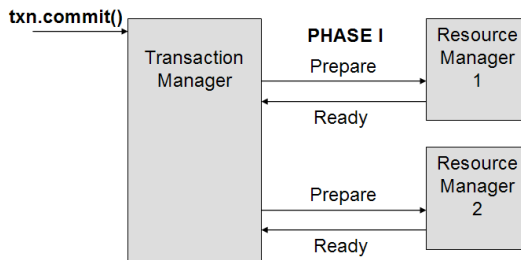 txn.commit()
PHASE I
Transaction
Manager
Prepare
Ready
Resource
Manager
1
Prepare
Ready
Resource
Manager
2